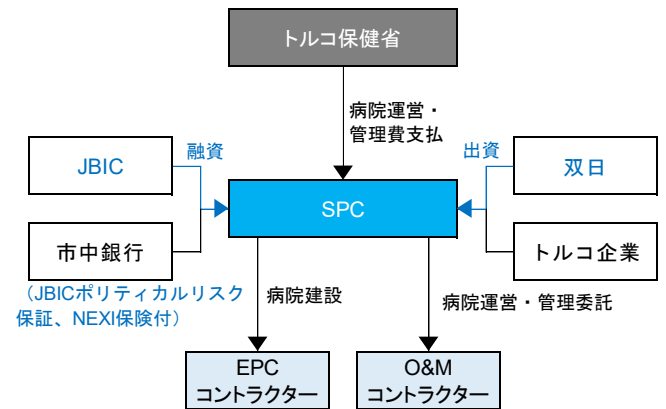 トルコ保健省
病院運営・
管理費支払
融資
出資
JBIC
双日
SPC
市中銀行
トルコ企業
（JBICポリティカルリスク
保証、NEXI保険付）
病院建設
病院運営・管理委託
EPC
コントラクター
O&M
コントラクター